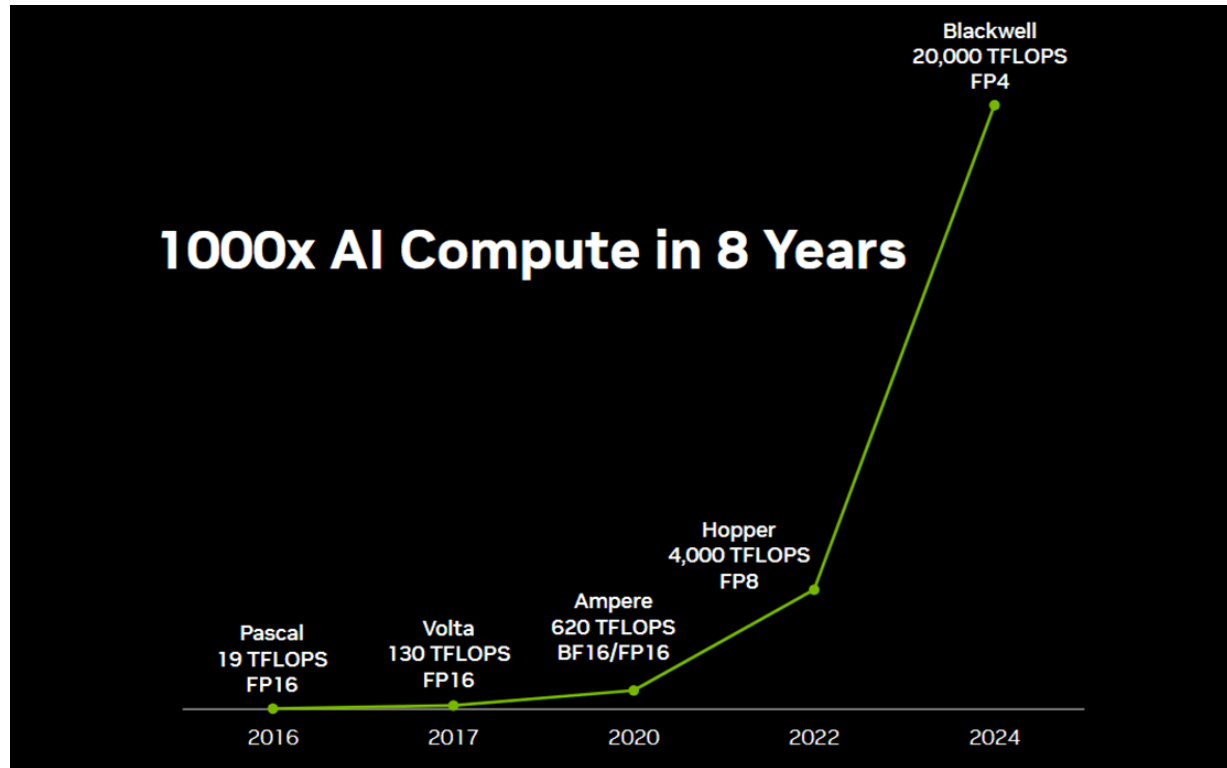 Blackwell
20,000 TFLOPS
FP4
1000x AI Compute in 8 Years
Hopper
4,000 TFLOPS
FP8
Ampere
620 TFLOPS
BF16/FP16
Volta
130 TFLOPS
FP16
Pascal
19 TFLOPS
FP16
2016
2017
2020
2022
2024